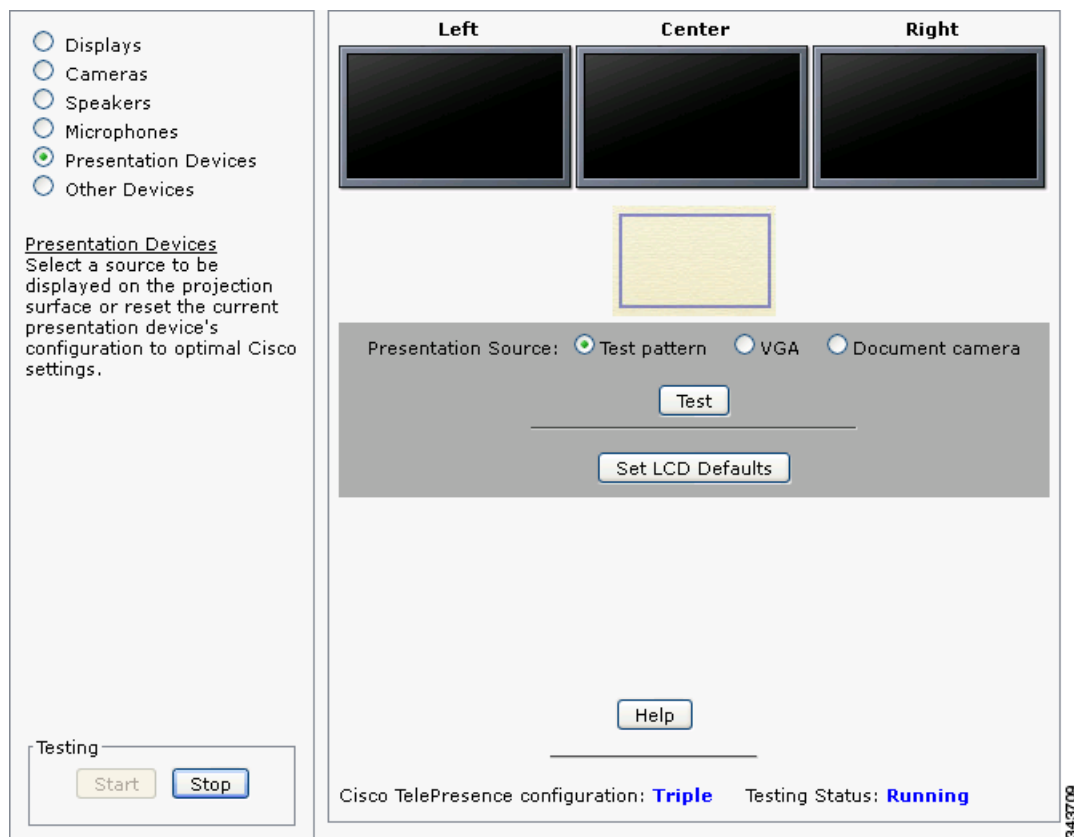 Displays
Cameras
Speakers
Microphones
Presentation Devices
Other Devices
Presentation Devices
Select a source to be
displayed on the projection
surface or reset the current
presentation device's
configuration to optimal Cisco
settings.
Testing
Start Stop
Left Center Right
Presentation Source: Test pattern VGA Document camera
Test
Set LCD Defaults
Help
Cisco TelePresence configuration: Triple Testing Status: Running
343709